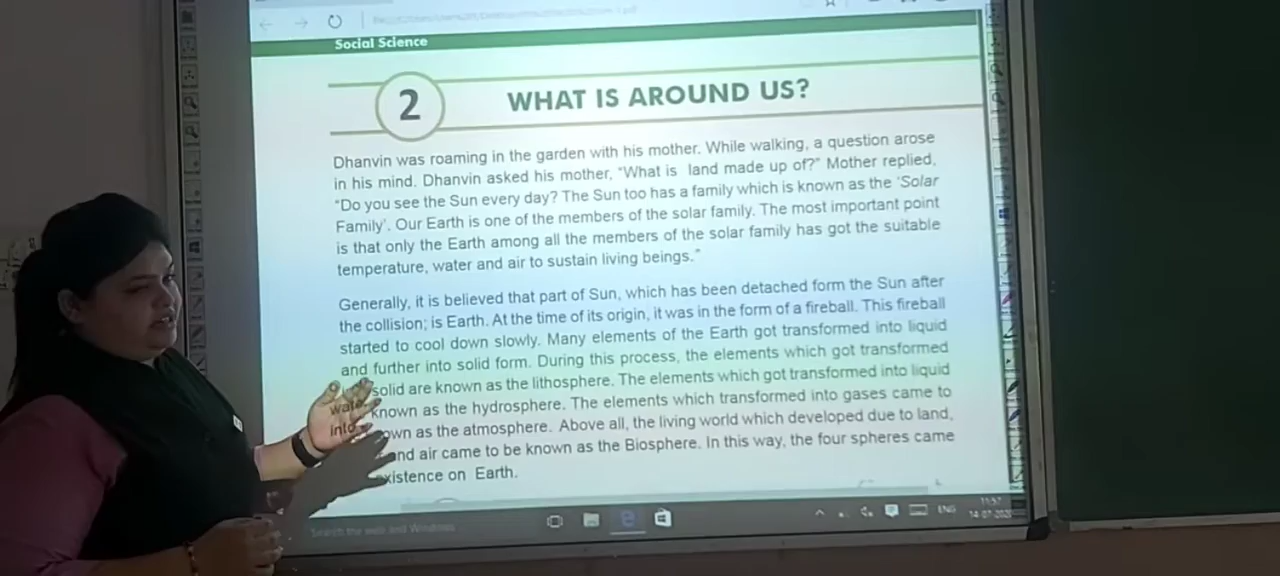 Social Science
2
WHAT IS AROUND US?
Dhanvin was roaming in the garden with his mother. While walking, a question arose
in his mind. Dhanvin asked his mother, "What is land made up of?" Mother replied,
"Do you see the Sun every day? The Sun too has a family which is known as the 'Solar
Family'. Our Earth is one of the members of the solar family. The most important point
is that only the Earth among all the members of the solar family has got the suitable
temperature, water and air to sustain living beings."
Generally, it is believed that part of Sun, which has been detached form the Sun after
the collision; is Earth. At the time of its origin, it was in the form of a fireball. This fireball
started to cool down slowly. Many elements of the Earth got transformed into liquid
and further into solid form. During this process, the elements which got transformed
solid are known as the lithosphere. The elements which got transformed into liquid
known as the hydrosphere. The elements which transformed into gases came to
own as the atmosphere. Above all, the living world which developed due to land,
wate
and air came to be known as the Biosphere. In this way, the four spheres came
into
xistence on Earth.
Search the web and Windows
ENG
11:57